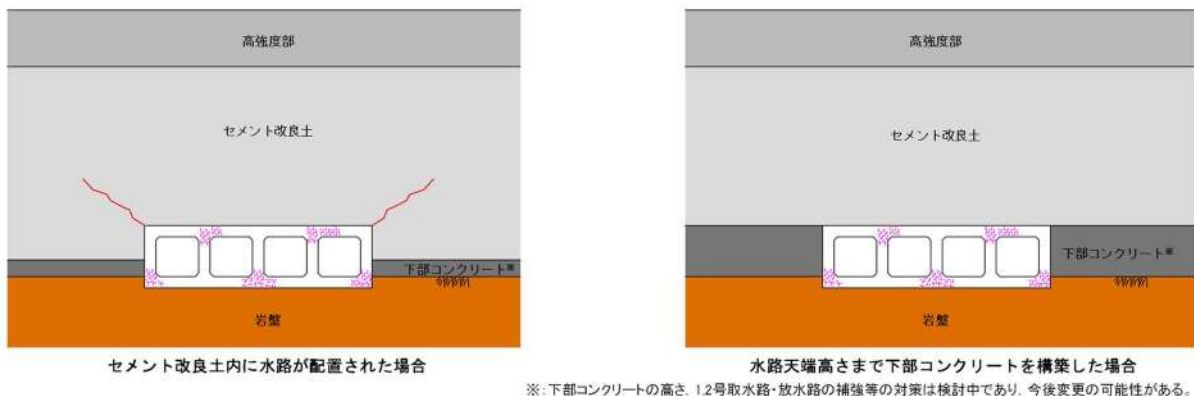 高強度部
セメント改良土
下部コンクリート※
岩盤
セメント改良土内に水路が配置された場合
高強度部
セメント改良土
下部コンクリート※
岩盤
水路天端高さまで下部コンクリートを構築した場合
※:下部コンクリートの高さ，1,2号取水路・放水路の補強等の対策は検討中であり，今後変更の可能性がある。